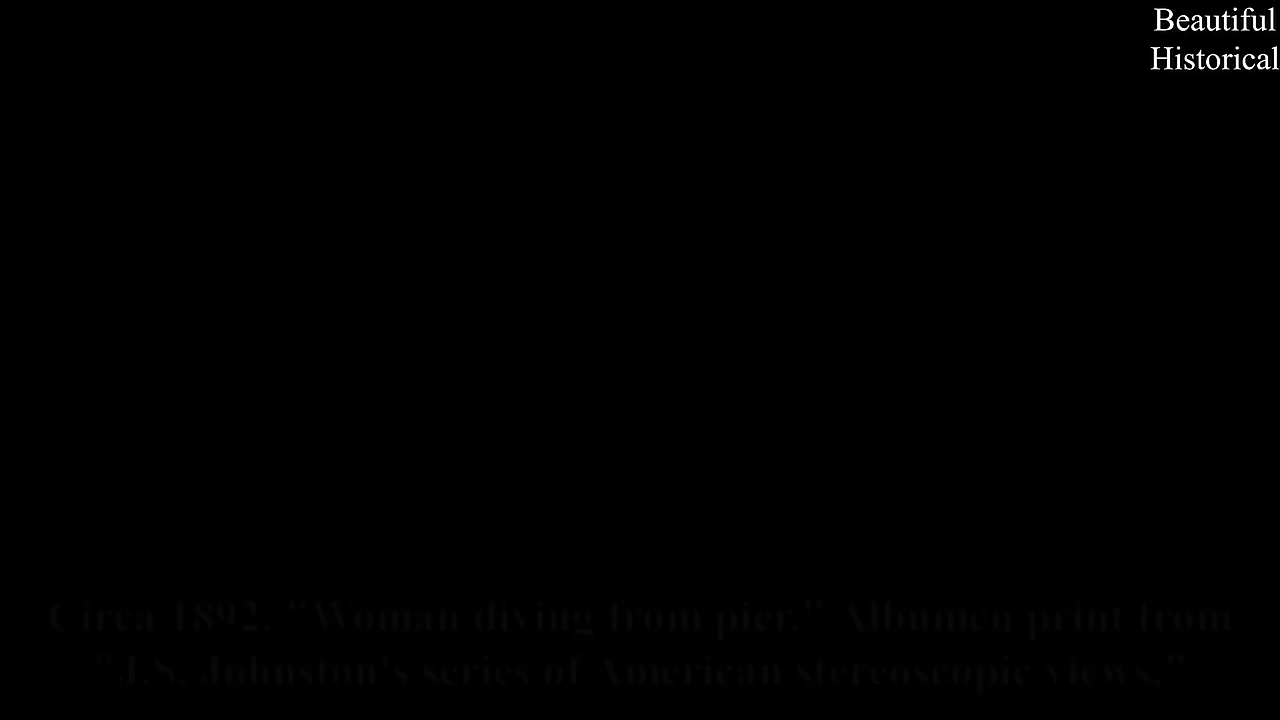 Beautiful
Historical
Circa 1892. "Woman diving from pier." Albumen print from
"J.S. Johnston's series of American stereoscopic views."